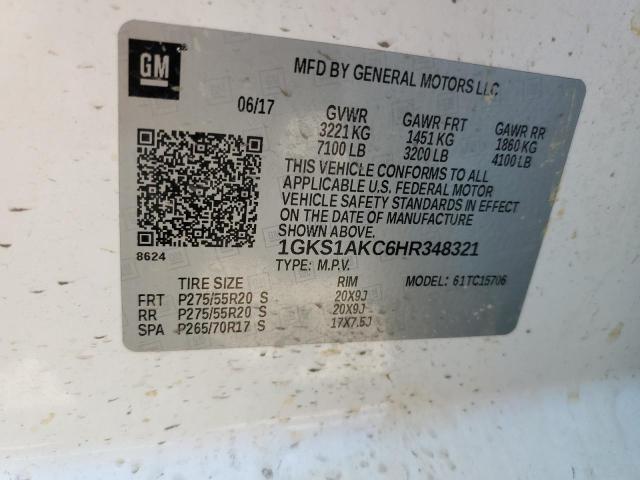 GM
MFD BY GENERAL MOTORS LLC
06/17 GVWR GAWR FRT GAWR RR
3221 KG 1451 KG 1860 KG
7100 LB 3200 LB 4100 LB
THIS VEHICLE CONFORMS TO ALL
APPLICABLE U.S. FEDERAL MOTOR
VEHICLE SAFETY STANDARDS IN EFFECT
ON THE DATE OF MANUFACTURE
SHOWN ABOVE.
8624 1GKS1AKC6HR348321
TYPE: M.P.V. MODEL: 61TC15706
TIRE SIZE RIM
FRT P275/55R20 S 20X9J
RR P275/55R20 S 20X9J
SPA P265/70R17 S 17X7.5J